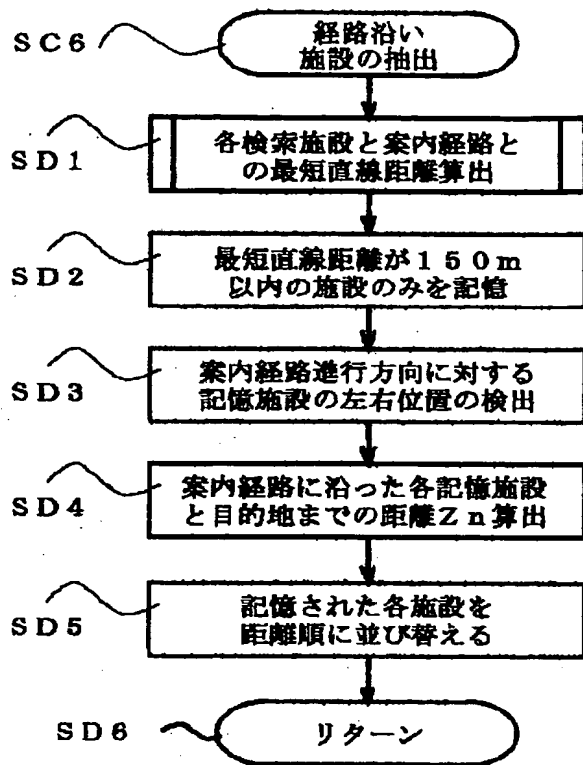 SC6
経路沿い
施設の抽出
SD1
各検索施設と案内経路と
の最短直線距離算出
SD2
最短直線距離が150m
以内の施設のみを記憶
SD3
案内経路進行方向に対する
記憶施設の左右位置の検出
SD4
案内経路に沿った各記憶施設
と目的地までの距離Zn算出
SD5
記憶された各施設を
距離順に並び替える
SD6
リターン